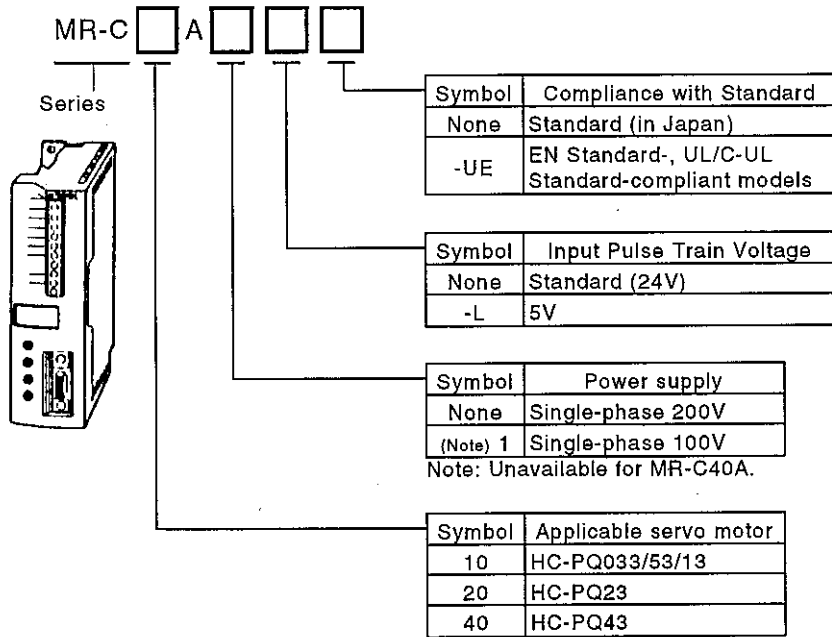 MR-C A
Series
Symbol Compliance with Standard
None Standard (in Japan)
-UE EN Standard-, UL/C-UL
Standard-compliant models
Symbol Input Pulse Train Voltage
None Standard (24V)
-L 5V
Symbol Power supply
None Single-phase 200V
(Note) 1 Single-phase 100V
Note: Unavailable for MR-C40A.
Symbol Applicable servo motor
10 HC-PQ033/53/13
20 HC-PQ23
40 HC-PQ43